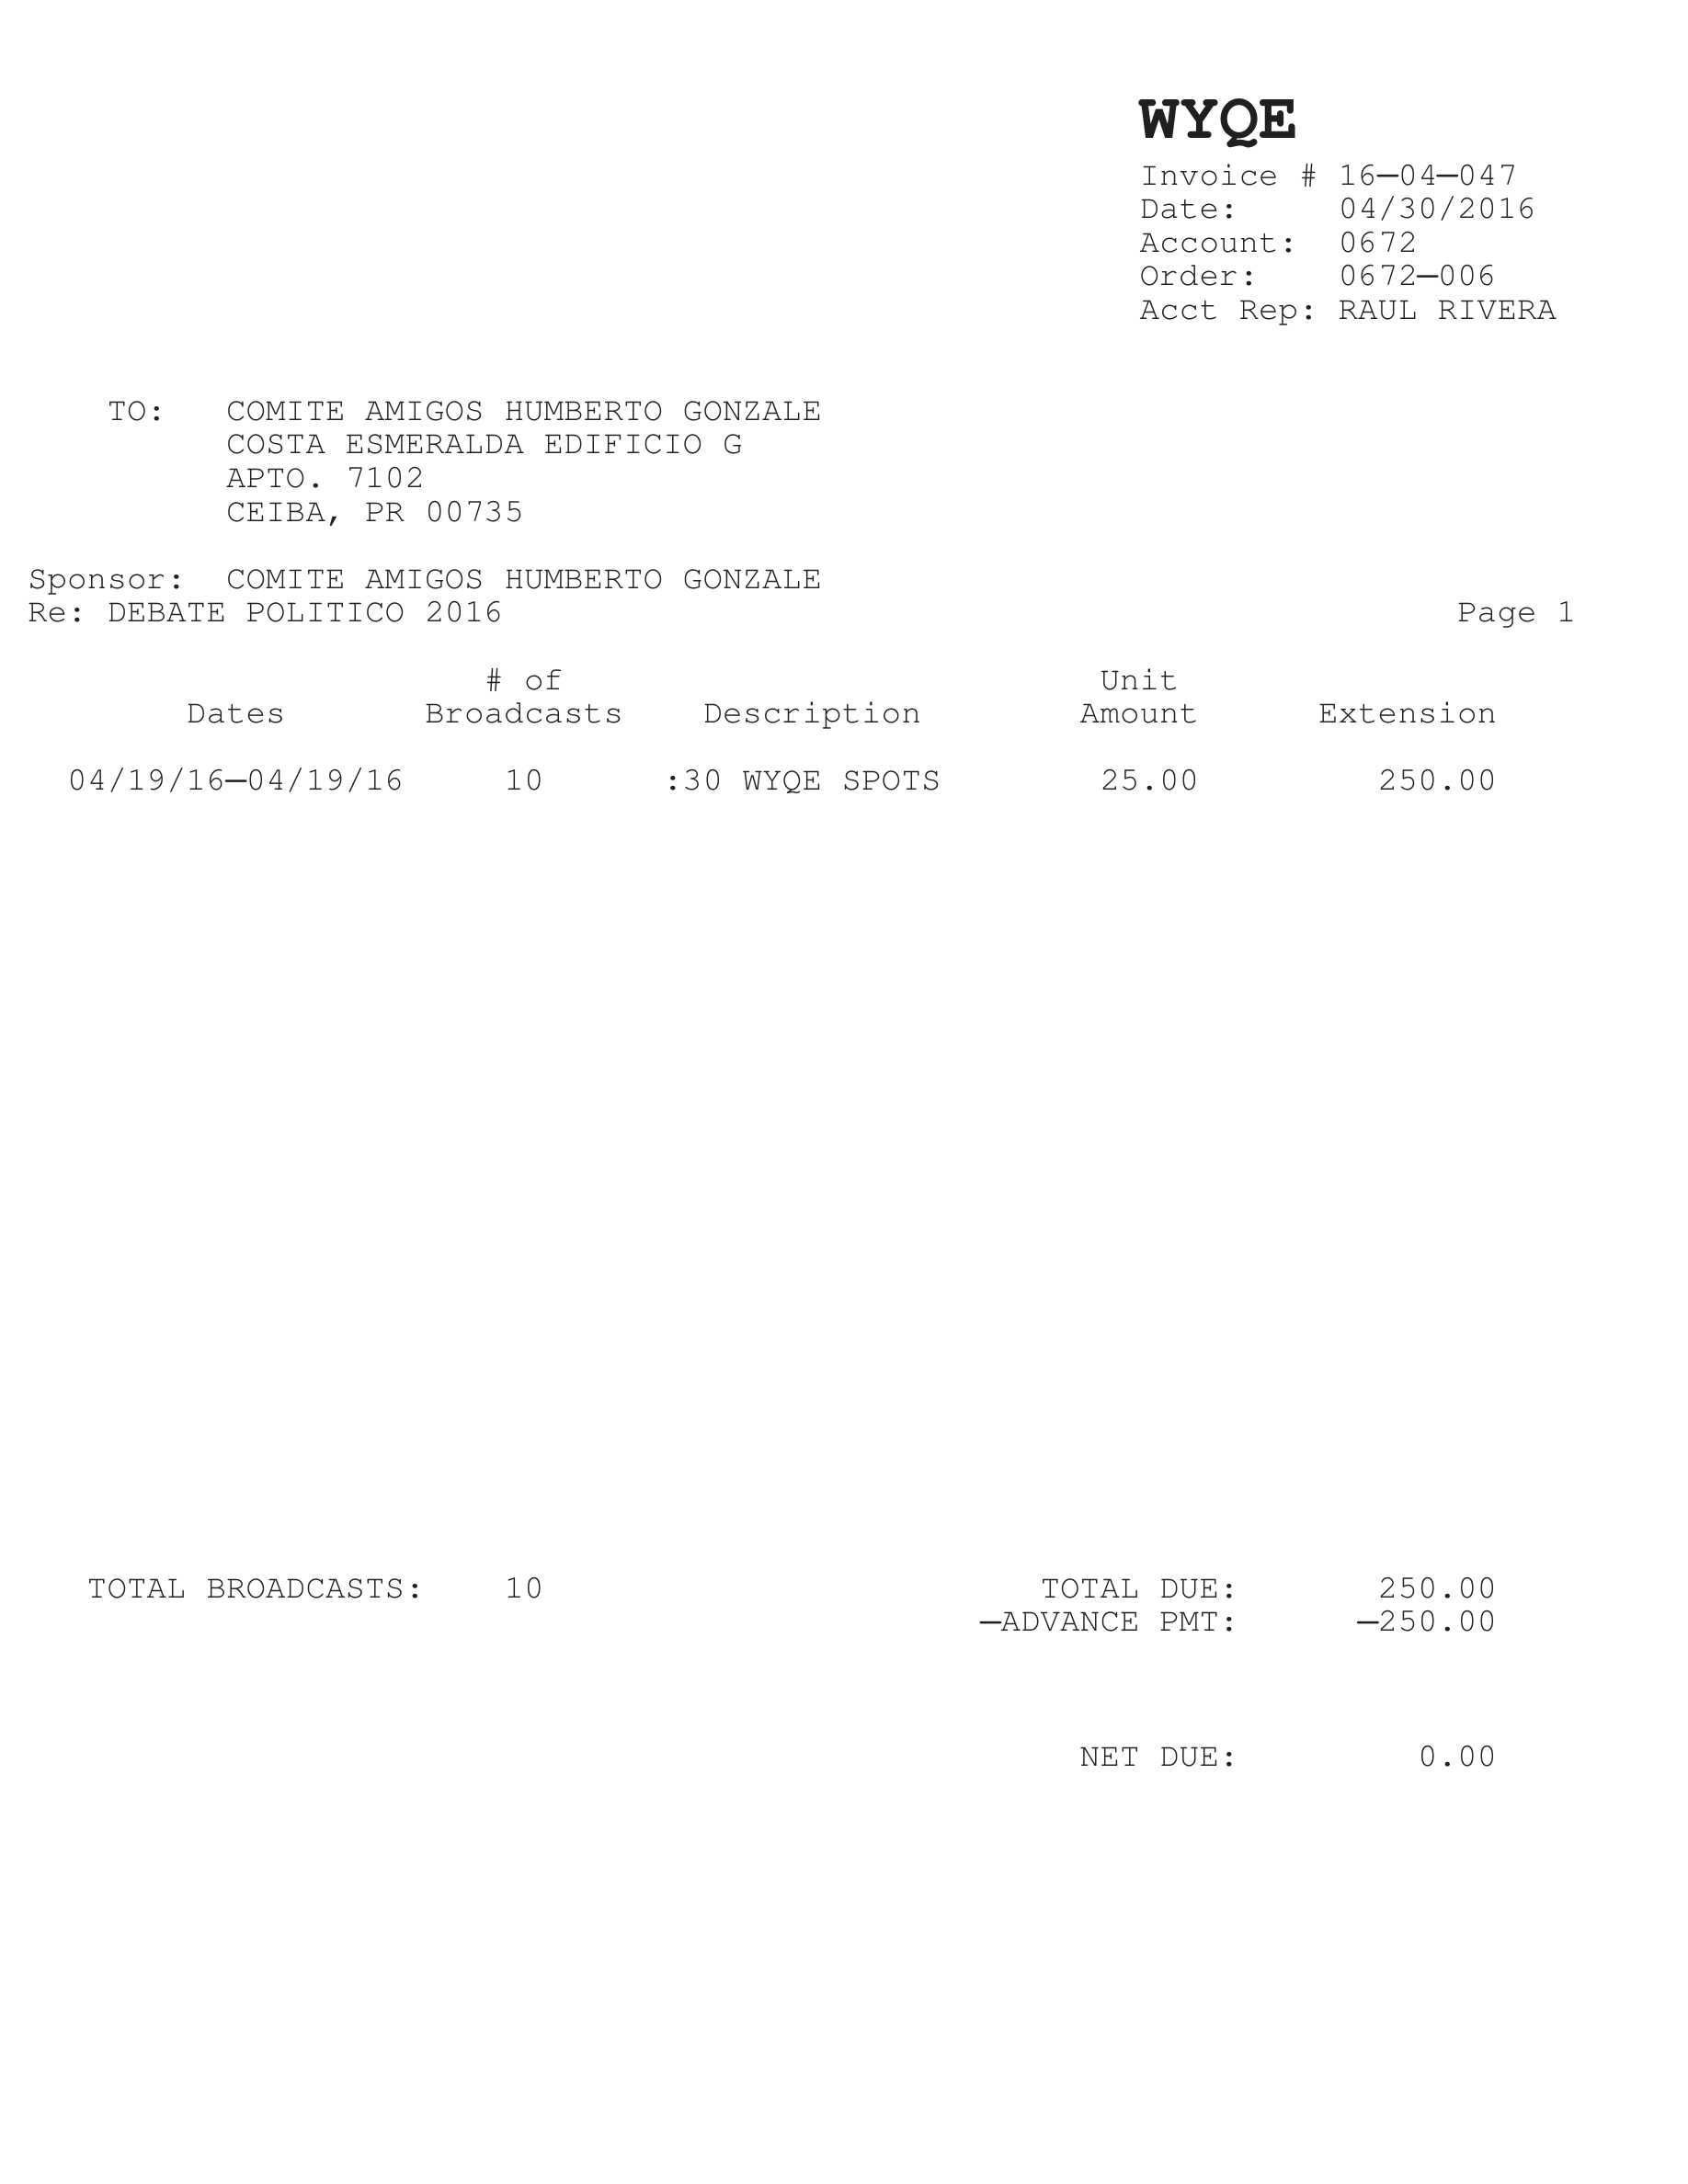 WYQE
Invoice # 16-04-047
Date: 04/30/2016
Account: 0672
Order: 0672-006
Acct Rep: RAUL RIVERA
TO: COMITE AMIGOS HUMBERTO GONZALE
COSTA ESMERALDA EDIFICIO G
APTO. 7102
CEIBA, PR 00735
Sponsor: COMITE AMIGOS HUMBERTO GONZALE
Re: DEBATE POLITICO 2016 Page 1
# of Unit
Dates Broadcasts Description Amount Extension
04/19/16-04/19/16 10 :30 WYQE SPOTS 25.00 250.00
TOTAL BROADCASTS: 10 TOTAL DUE: 250.00
-ADVANCE PMT: -250.00
NET DUE: 0.00